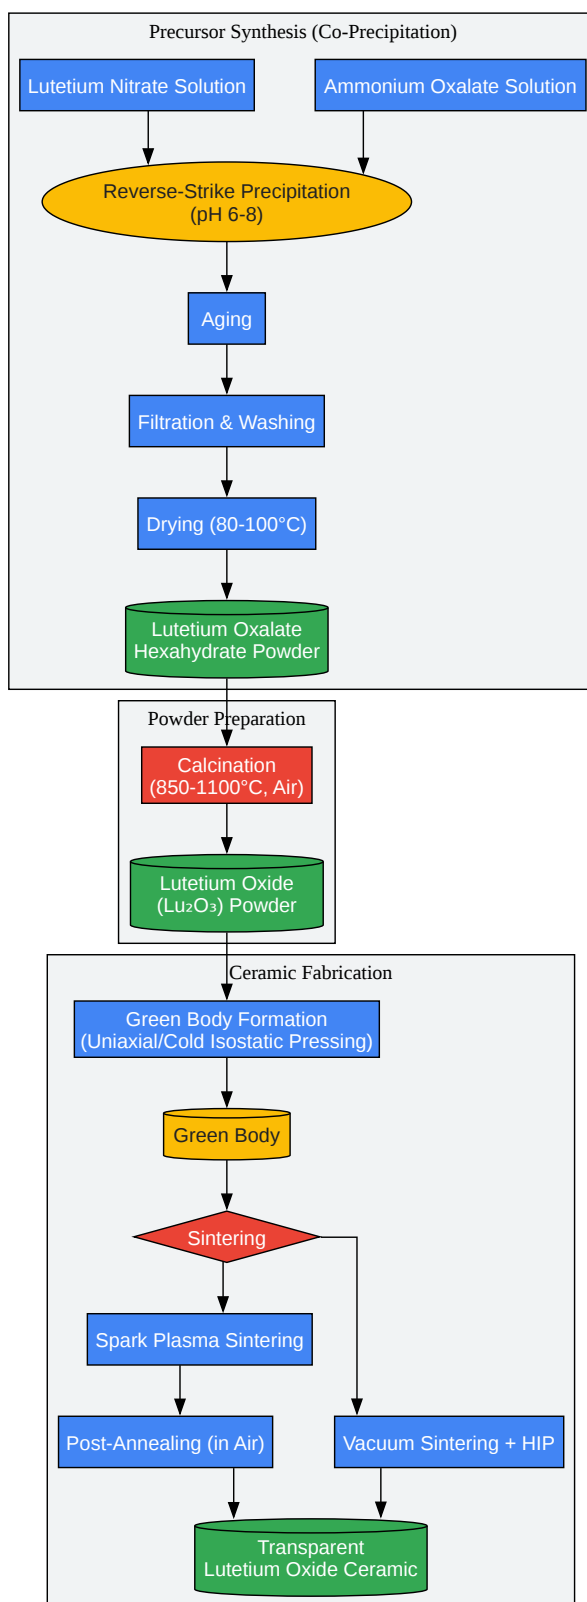 Precursor Synthesis (Co-Precipitation)
Lutetium Nitrate Solution
Ammonium Oxalate Solution
Reverse-Strike Precipitation
(pH 6-8)
Aging
Filtration & Washing
Drying (80-100°C)
Lutetium Oxalate
Hexahydrate Powder
Powder Preparation
Calcination
(850-1100°C, Air)
Lutetium Oxide
(Lu₂O₃) Powder
Ceramic Fabrication
Green Body Formation
(Uniaxial/Cold Isostatic Pressing)
Green Body
Sintering
Spark Plasma Sintering
Post-Annealing (in Air)
Vacuum Sintering + HIP
Transparent
Lutetium Oxide Ceramic